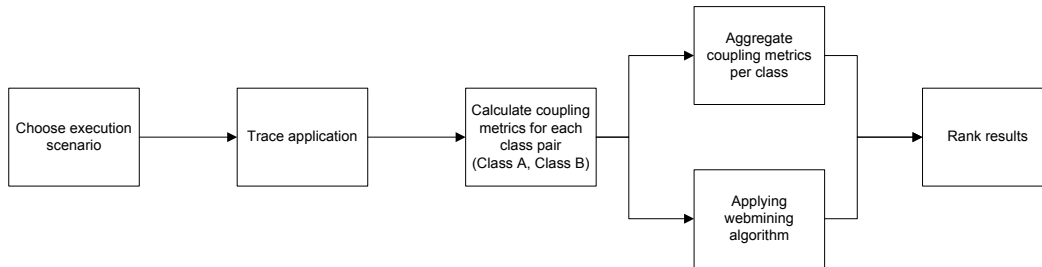 Choose execution
scenario
Trace application
Calculate coupling
metrics for each
class pair
(Class A, Class B)
Aggregate
coupling metrics
per class
Applying
webmining
algorithm
Rank results